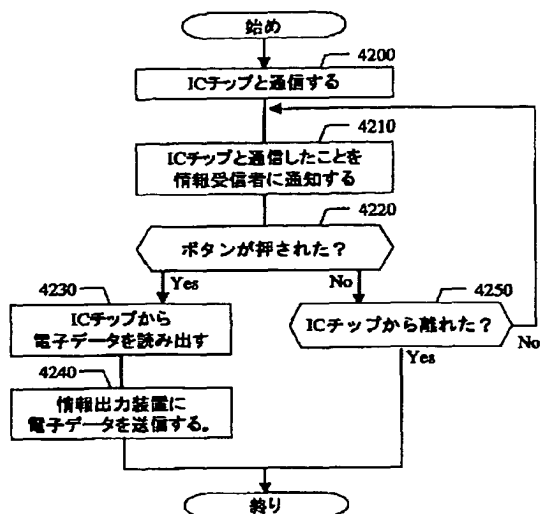 始め
4200
ICチップと通信する
4210
ICチップと通信したことを
情報受信者に通知する
4220
ボタンが押された？
Yes
No
4230
ICチップから
電子データを読み出す
4250
ICチップから離れた？
No
Yes
4240
情報出力装置に
電子データを送信する。
終り